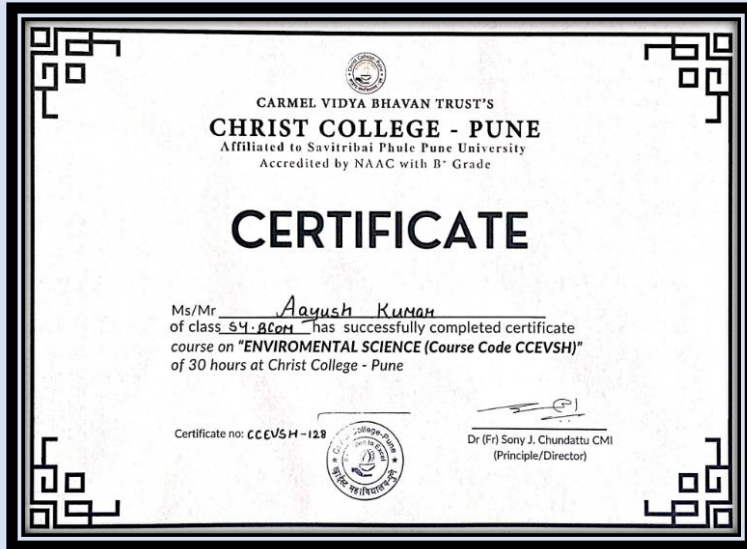 CARMEL VIDYA BHAVAN TRUST'S
CHRIST COLLEGE - PUNE
Affiliated to Savitribai Phule Pune University
Accredited by NAAC with B+ Grade
CERTIFICATE
Ms/Mr Aayush Kumar
of class SY.BCOM has successfully completed certificate
course on "ENVIROMENTAL SCIENCE (Course Code CCEVSH)"
of 30 hours at Christ College - Pune
Certificate no: CCEVSH-128
Dr (Fr) Sony J. Chundattu CMI
(Principle/Director)